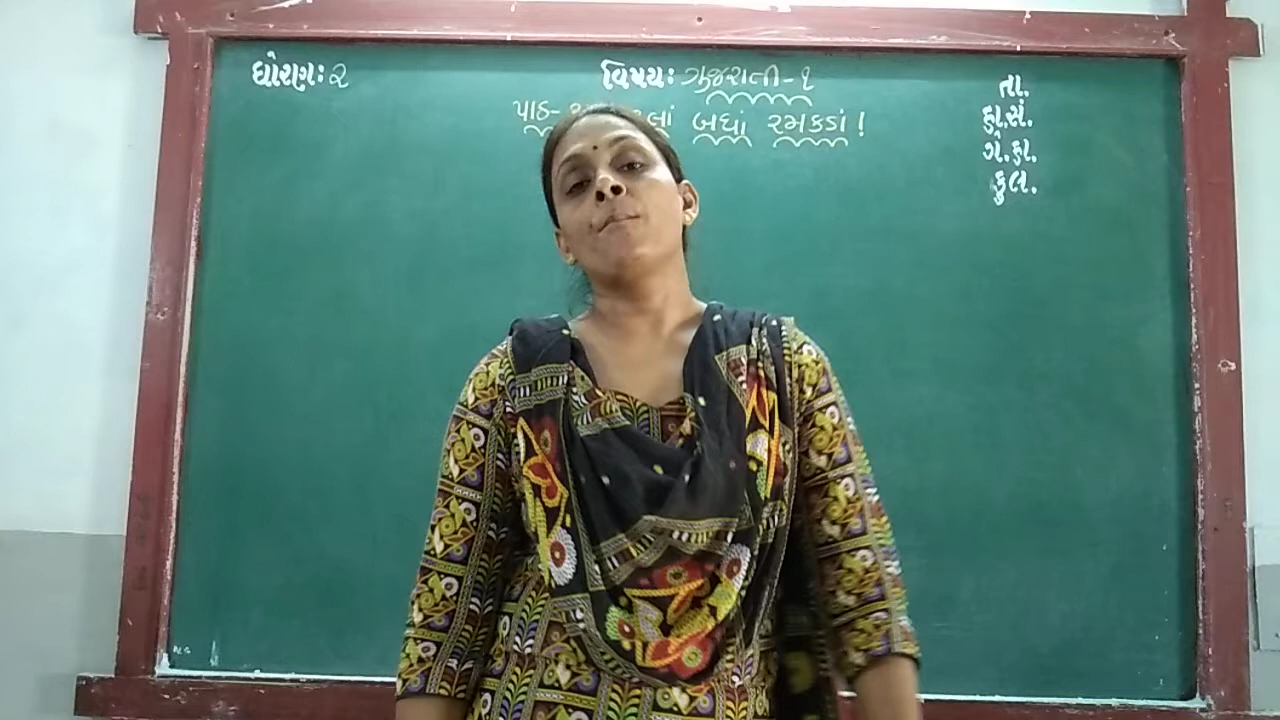 ધોરણઃ ૨
વિષયઃ ગુજરાતી-૧
પાઠ- બધાં રમકડાં !
તા.
હા.સં.
ગે.હા.
કુલ.